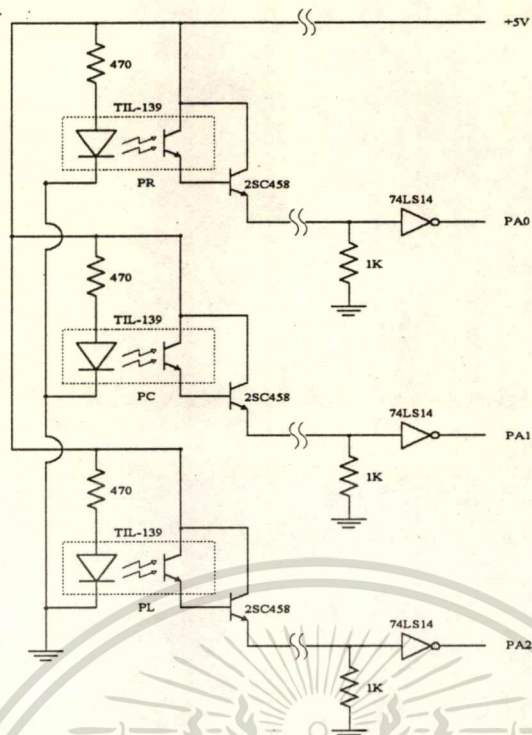 +5V
470
TIL-139
PR
2SC458
74LS14
PA0
1K
470
TIL-139
PC
2SC458
74LS14
PA1
1K
470
TIL-139
PL
2SC458
74LS14
PA2
1K